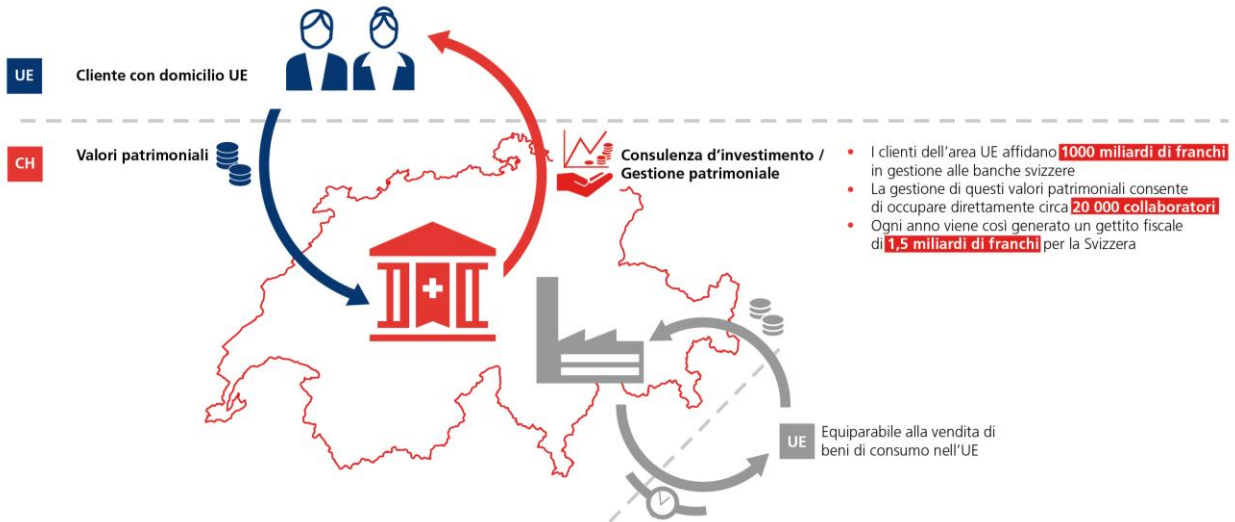 UE
Cliente con domicilio UE
CH
Valori patrimoniali
Consulenza d’investimento /
Gestione patrimoniale
• I clienti dell’area UE affidano 1000 miliardi di franchi
in gestione alle banche svizzere
• La gestione di questi valori patrimoniali consente
di occupare direttamente circa 20 000 collaboratori
• Ogni anno viene così generato un gettito fiscale
di 1,5 miliardi di franchi per la Svizzera
UE
Equiparabile alla vendita di
beni di consumo nell’UE